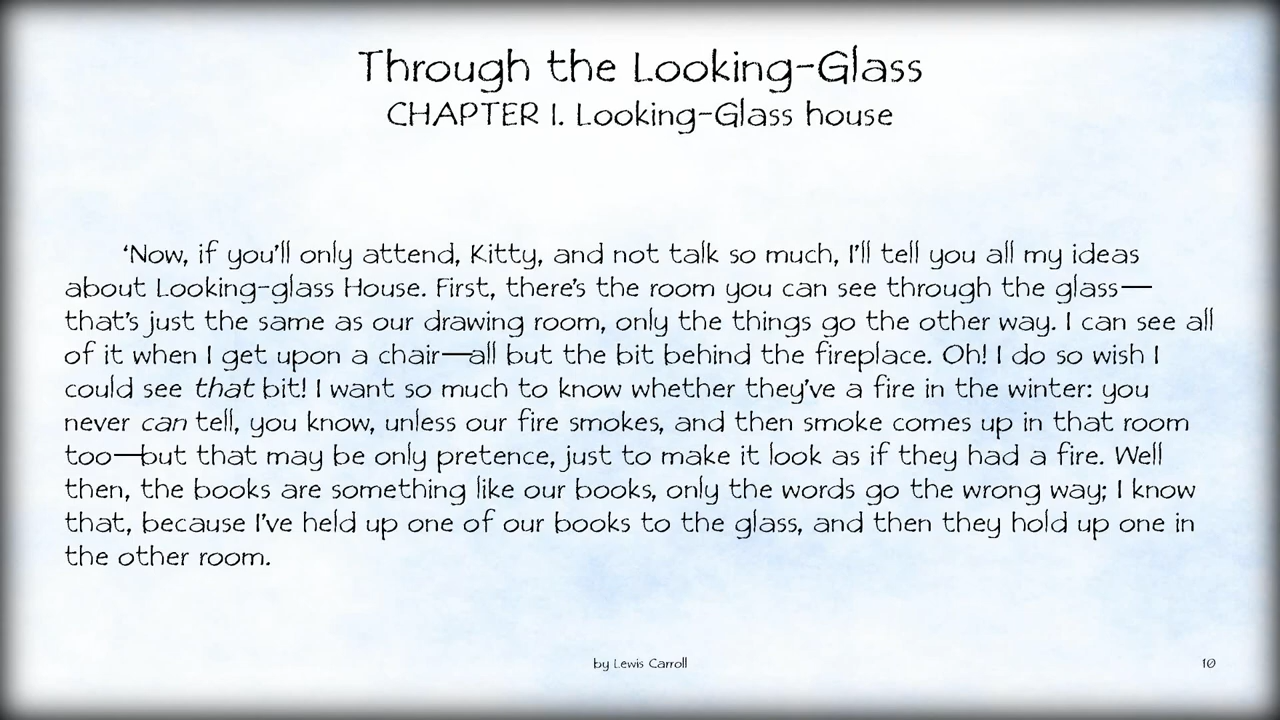 Through the Looking-Glass
CHAPTER I. Looking-Glass house
‘Now, if you’ll only attend, Kitty, and not talk so much, I’ll tell you all my ideas
about Looking-glass House. First, there’s the room you can see through the glass—
that’s just the same as our drawing room, only the things go the other way. I can see all
of it when I get upon a chair—all but the bit behind the fireplace. Oh! I do so wish I
could see that bit! I want so much to know whether they’ve a fire in the winter: you
never can tell, you know, unless our fire smokes, and then smoke comes up in that room
too—but that may be only pretence, just to make it look as if they had a fire. Well
then, the books are something like our books, only the words go the wrong way; I know
that, because I’ve held up one of our books to the glass, and then they hold up one in
the other room.
by Lewis Carroll
10